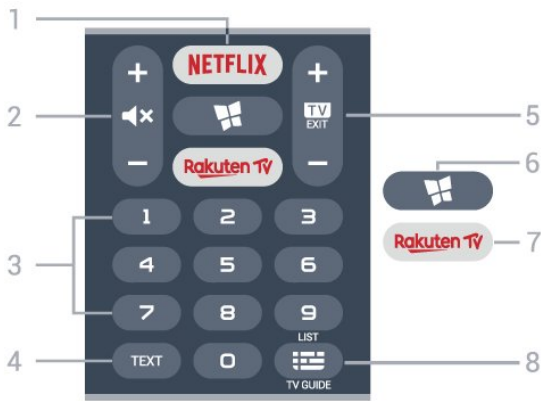 1
NETFLIX
+ +
2
TV
EXIT
5
- -
6
Rakuten TV
Rakuten TV 7
1 2 3
3
4 5 6
7 8 9
LIST
4 TEXT 0 8
TV GUIDE